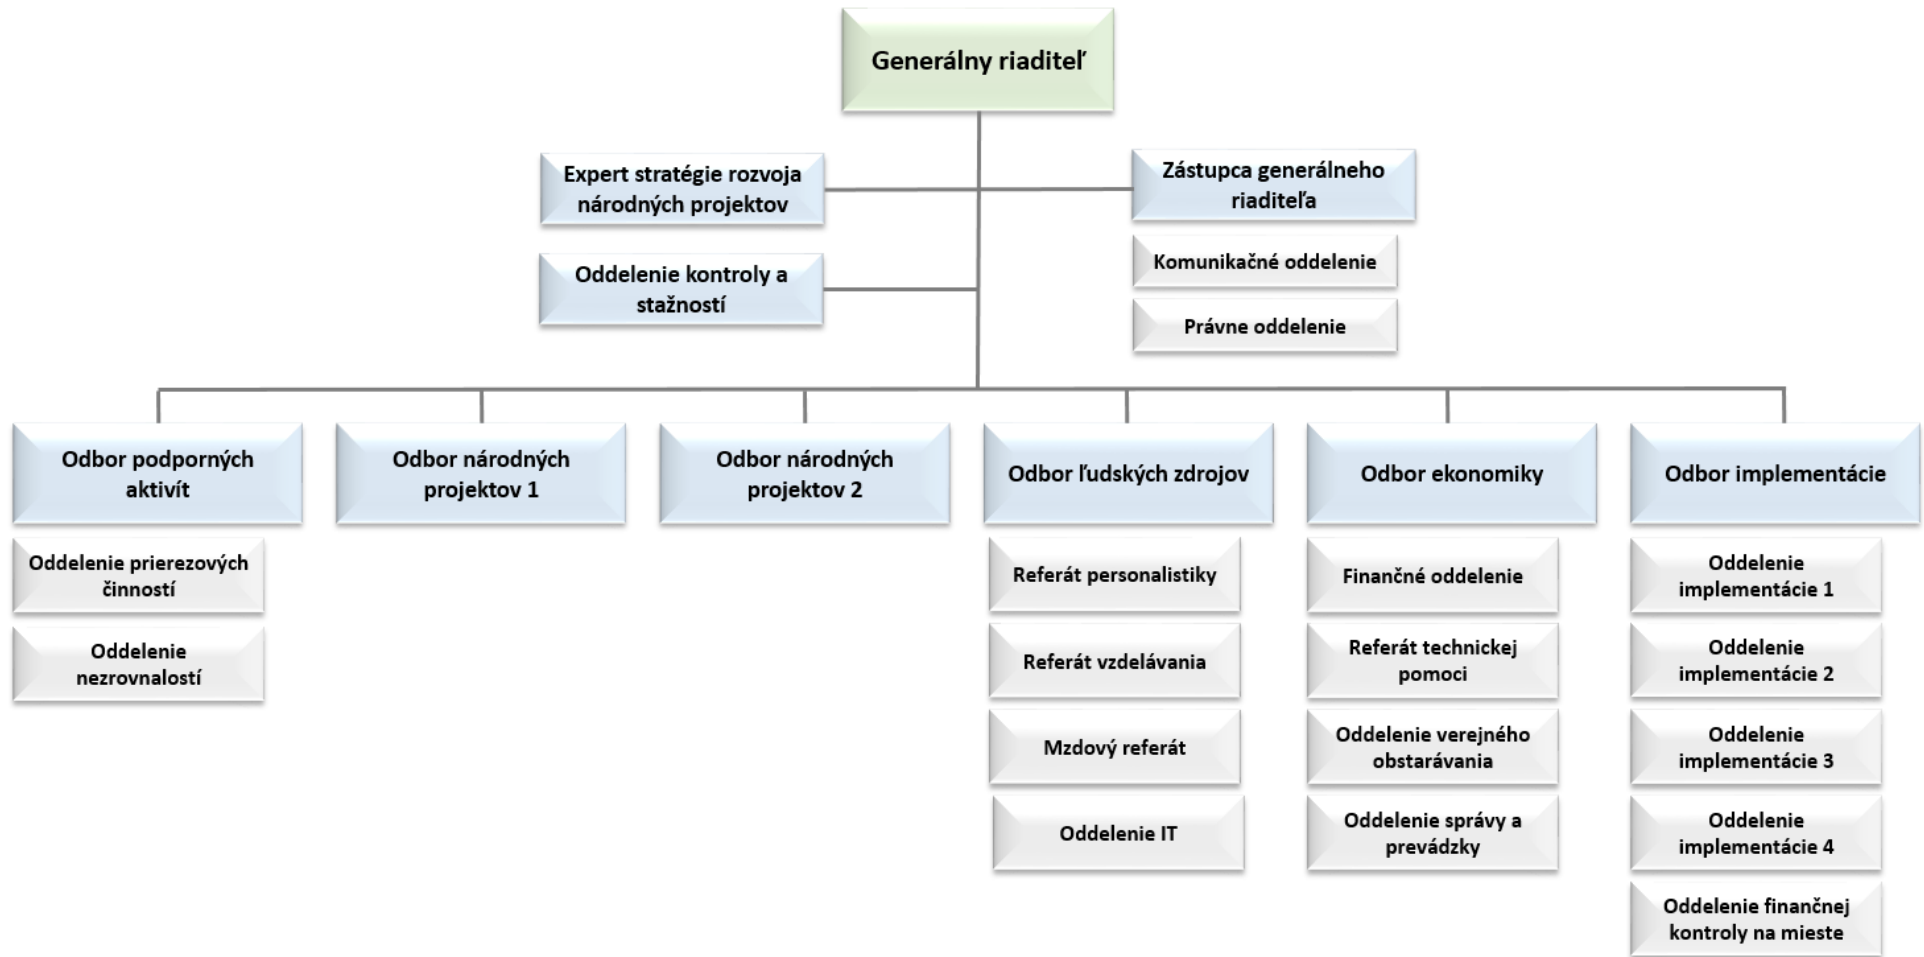 Generálny riaditeľ
Expert stratégie rozvoja
národných projektov
Zástupca generálneho
riaditeľa
Komunikačné oddelenie
Právne oddelenie
Oddelenie kontroly a
stažností
Odbor podporných
aktivít
Oddelenie prierezových
činností
Oddelenie
nezrovnalostí
Odbor národných
projektov 1
Odbor národných
projektov 2
Odbor ľudských zdrojov
Referát personalistiky
Referát vzdelávania
Mzdový referát
Oddelenie IT
Odbor ekonomiky
Finančné oddelenie
Referát technickej
pomoci
Oddelenie verejného
obstarávania
Oddelenie správy a
prevádzky
Odbor implementácie
Oddelenie
implementácie 1
Oddelenie
implementácie 2
Oddelenie
implementácie 3
Oddelenie
implementácie 4
Oddelenie finančnej
kontroly na mieste